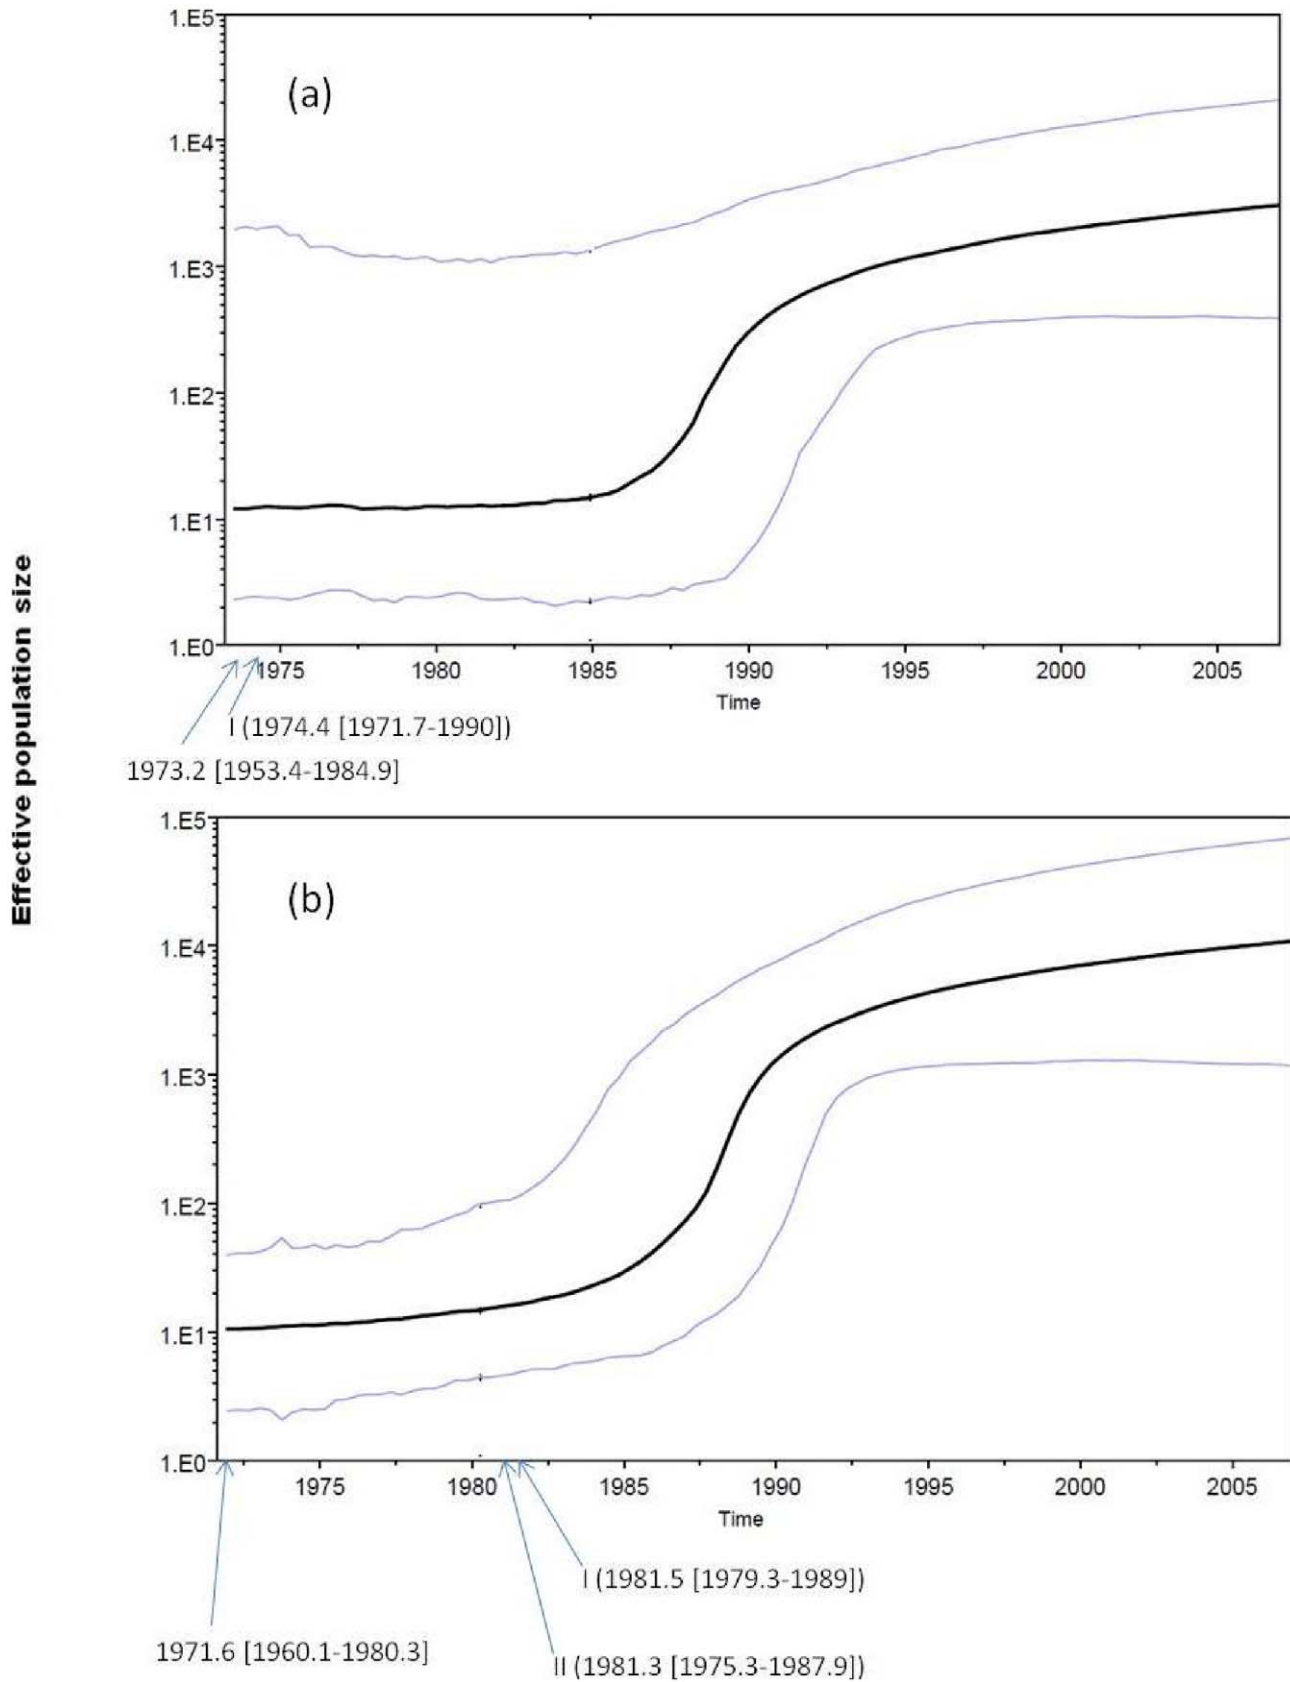 Effective population size
(a)
1.E5
1.E4
1.E3
1.E2
1.E1
1.E0
1975 1980 1985 1990 1995 2000 2005
Time
I (1974.4 [1971.7-1990])
1973.2 [1953.4-1984.9]
(b)
1.E5
1.E4
1.E3
1.E2
1.E1
1.E0
1975 1980 1985 1990 1995 2000 2005
Time
I (1981.5 [1979.3-1989])
1971.6 [1960.1-1980.3]
II (1981.3 [1975.3-1987.9])